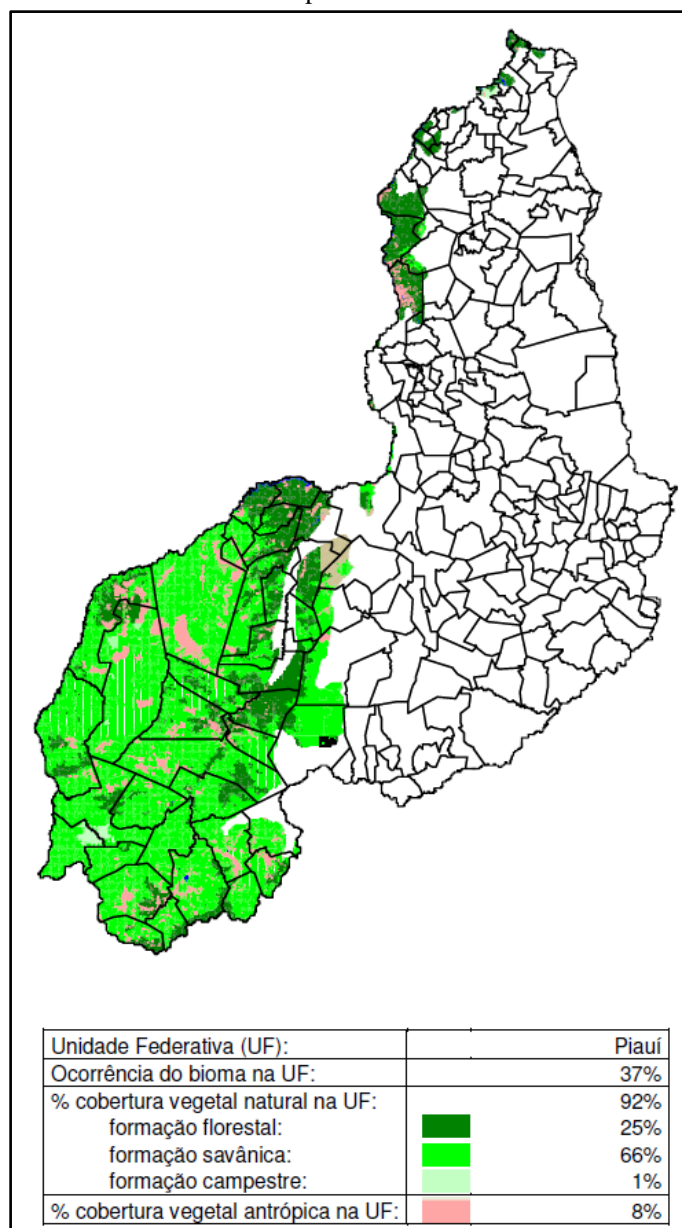 Unidade Federativa (UF): Piauí
Ocorrência do bioma na UF: 37%
% cobertura vegetal natural na UF: 92%
formação florestal: 25%
formação savânica: 66%
formação campestre: 1%
% cobertura vegetal antrópica na UF: 8%